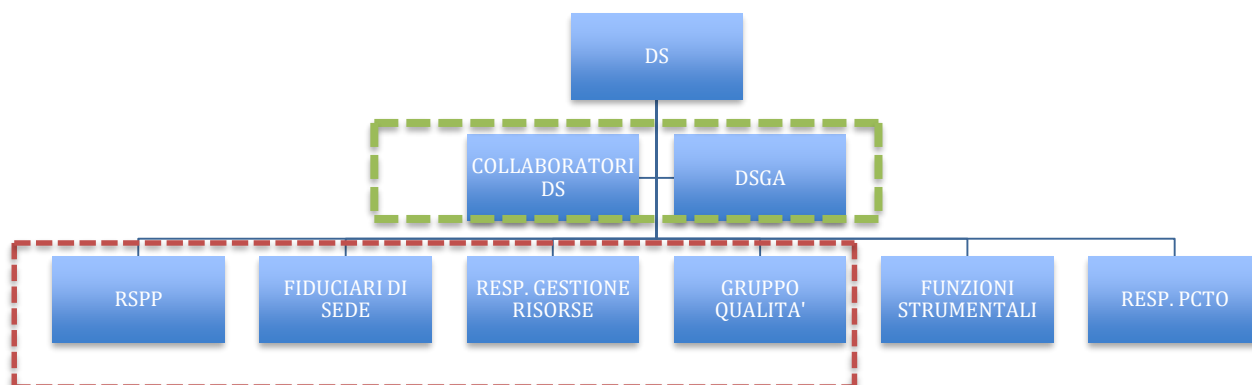 DS
COLLABORATORI
DS
DSGA
RSPP
FIDUCIARI DI
SEDE
RESP. GESTIONE
RISORSE
GRUPPO
QUALITA'
FUNZIONI
STRUMENTALI
RESP. PCTO